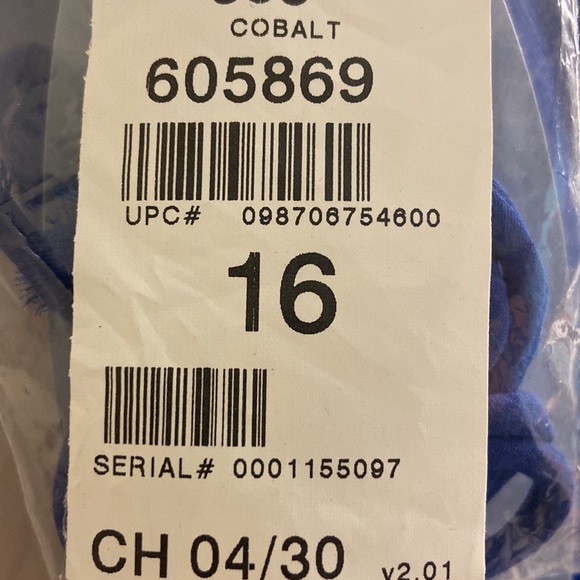 COBALT
605869
UPC# 098706754600
16
SERIAL# 0001155097
CH 04/30 v2.01